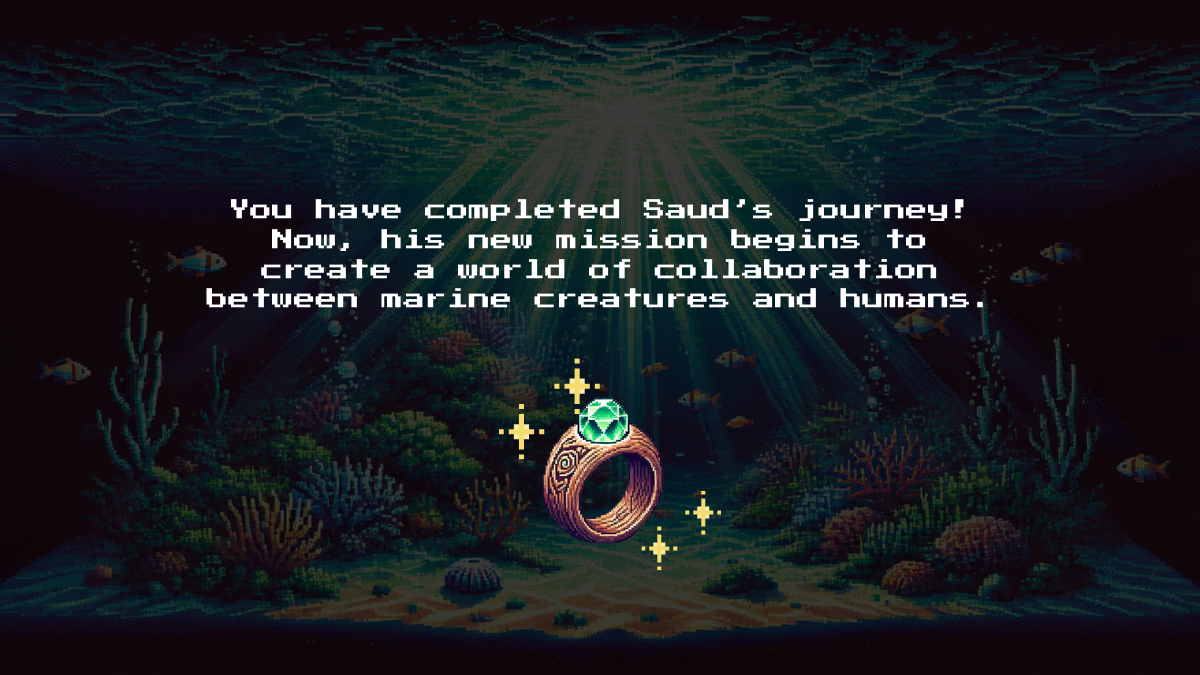 You have completed Saud's journey!
Now, his new mission begins to
create a world of collaboration
between marine creatures and humans.